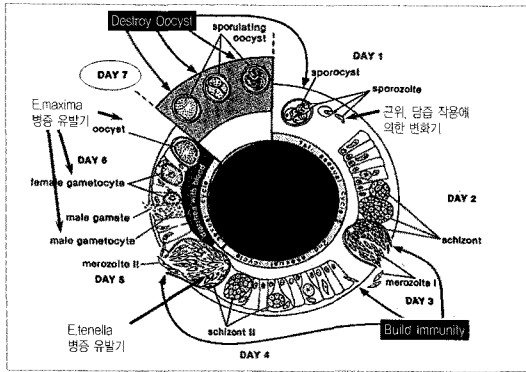 Destroy Oocyst
sporulating
oocyst
DAY 1
sporocyst
sporozoite
DAY 7
E.maxima
병증 유발기
oocyst
근위, 담즙 작용에
의한 변화기
DAY 6
female gametocyte
DAY 2
male gamete
male gametocyte
schizont
merozoite II
DAY 5
merozoite I
DAY 3
E.tenella
병증 유발기
schizont II
Build immunity
DAY 4